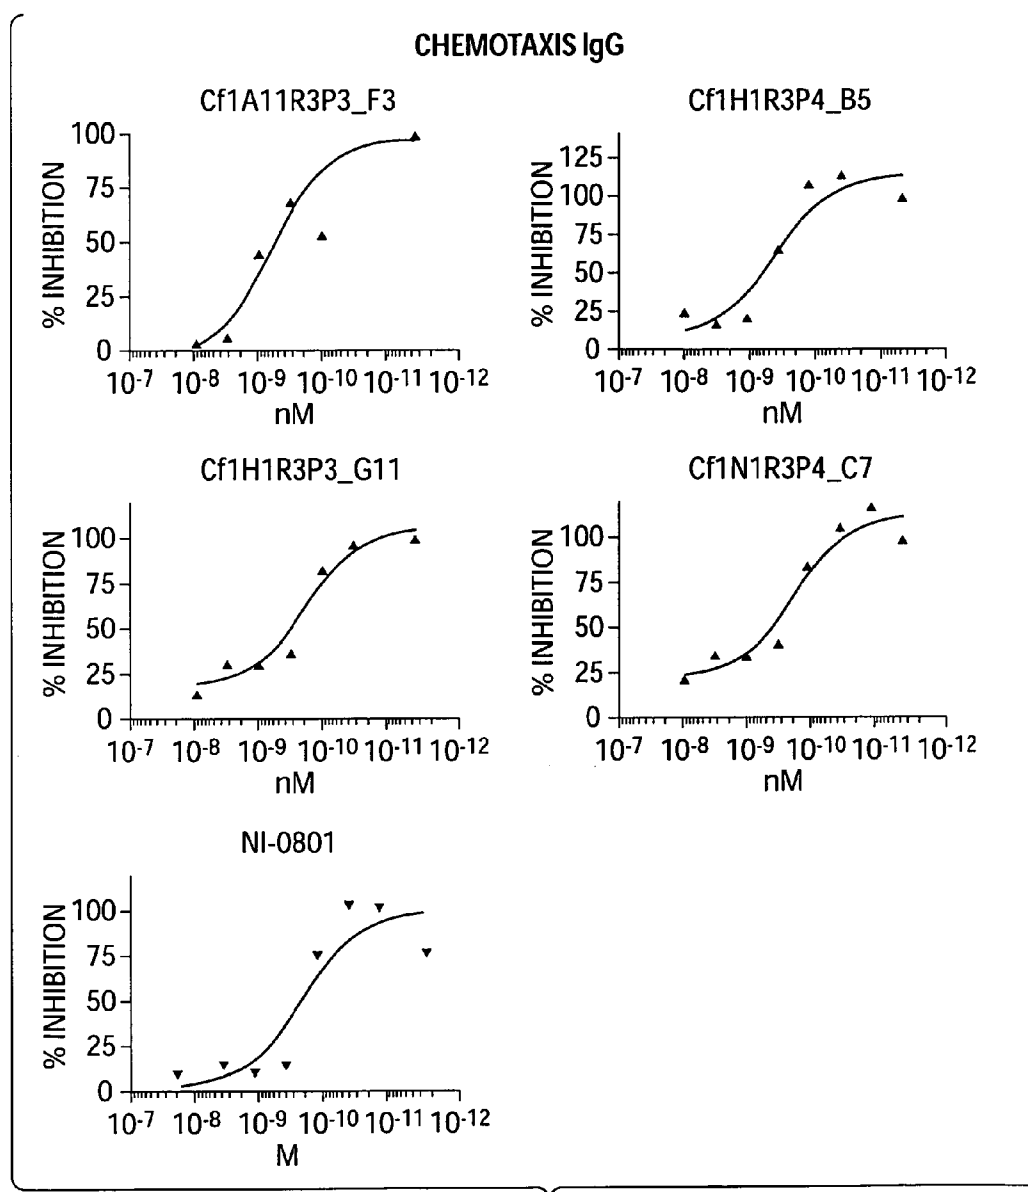 CHEMOTAXIS IgG
Cf1A11R3P3_F3
% INHIBITION
100
75
50
25
0
10-7 10-8 10-9 10-10 10-11 10-12
nM
Cf1H1R3P4_B5
% INHIBITION
125
100
75
50
25
0
10-7 10-8 10-9 10-10 10-11 10-12
nM
Cf1H1R3P3_G11
% INHIBITION
100
75
50
25
0
10-7 10-8 10-9 10-10 10-11 10-12
nM
Cf1N1R3P4_C7
% INHIBITION
100
75
50
25
0
10-7 10-8 10-9 10-10 10-11 10-12
nM
NI-0801
% INHIBITION
100
75
50
25
0
10-7 10-8 10-9 10-10 10-11 10-12
M